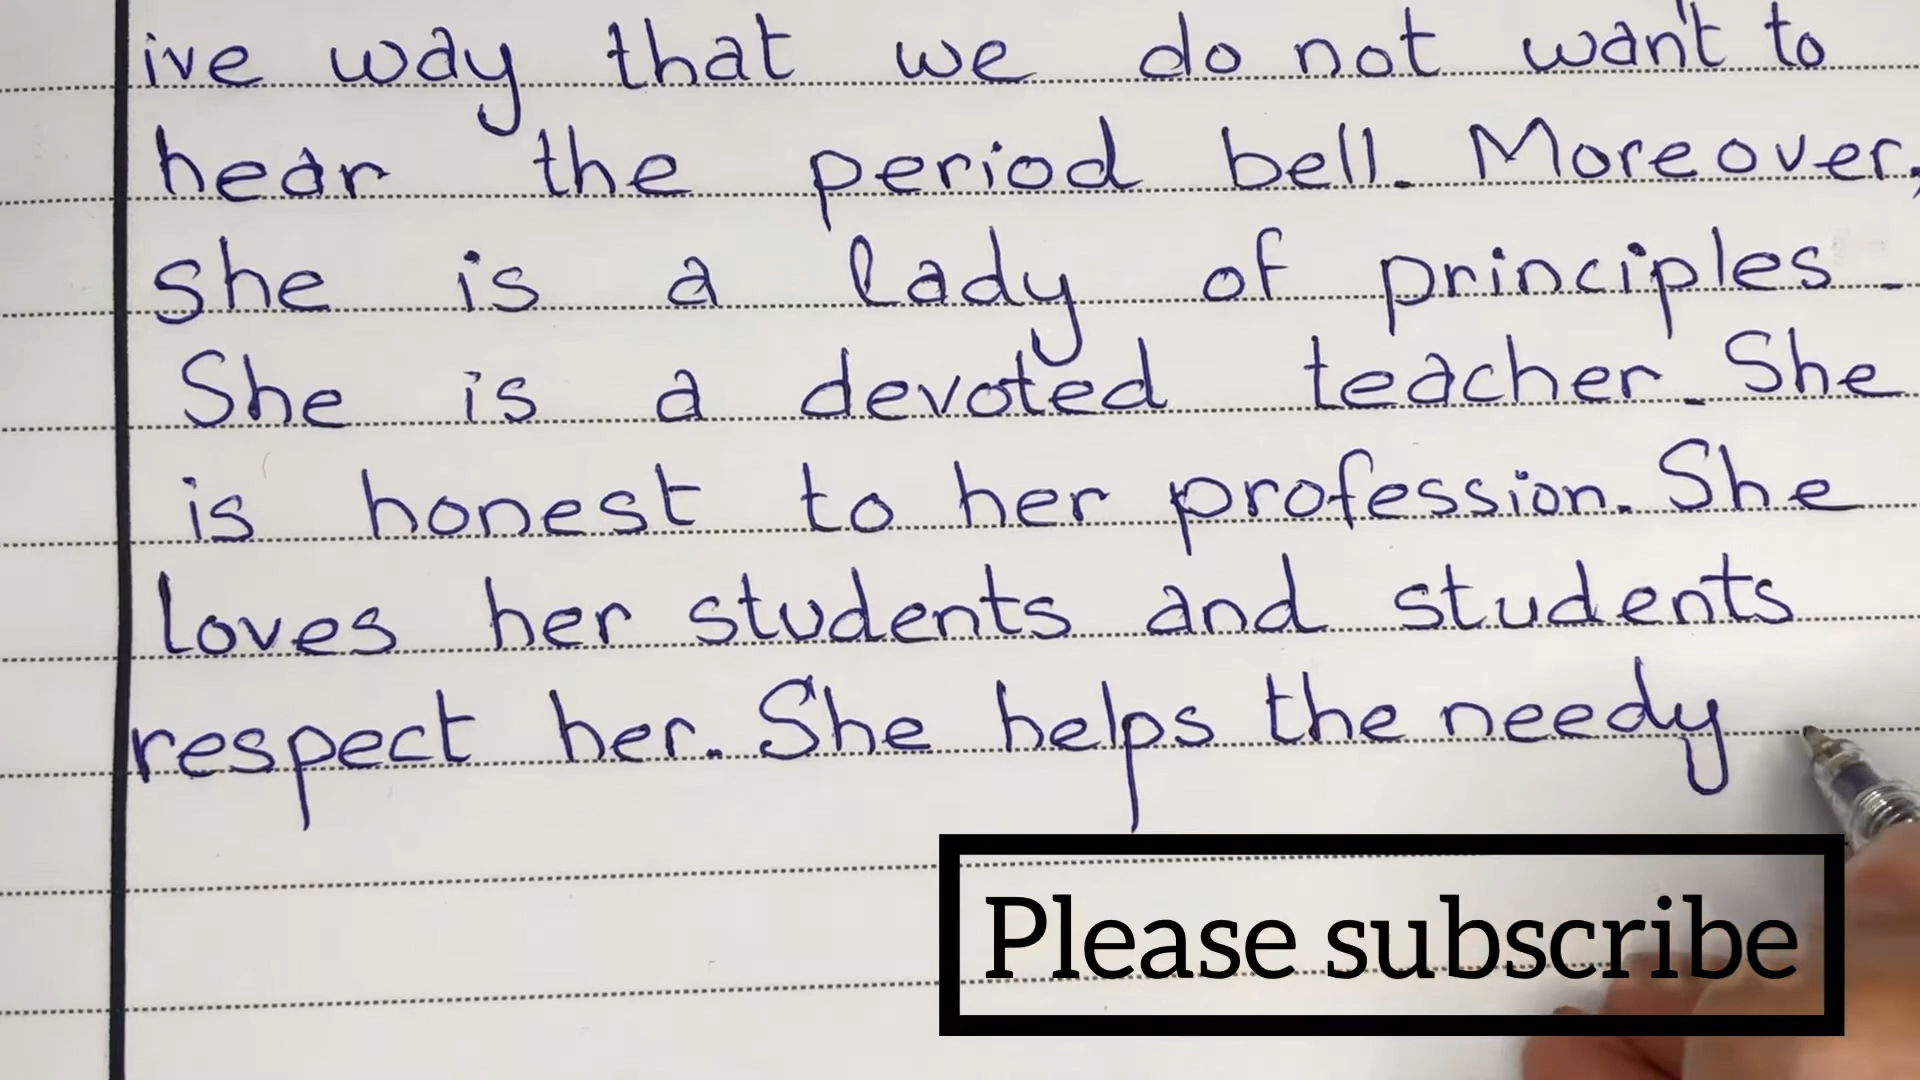 ive way that we do not want to
hear the period bell. Moreover,
she is a lady of principles.
She is a devoted teacher. She
is honest to her profession. She
loves her students and students
respect her. She helps the needy
Please subscribe